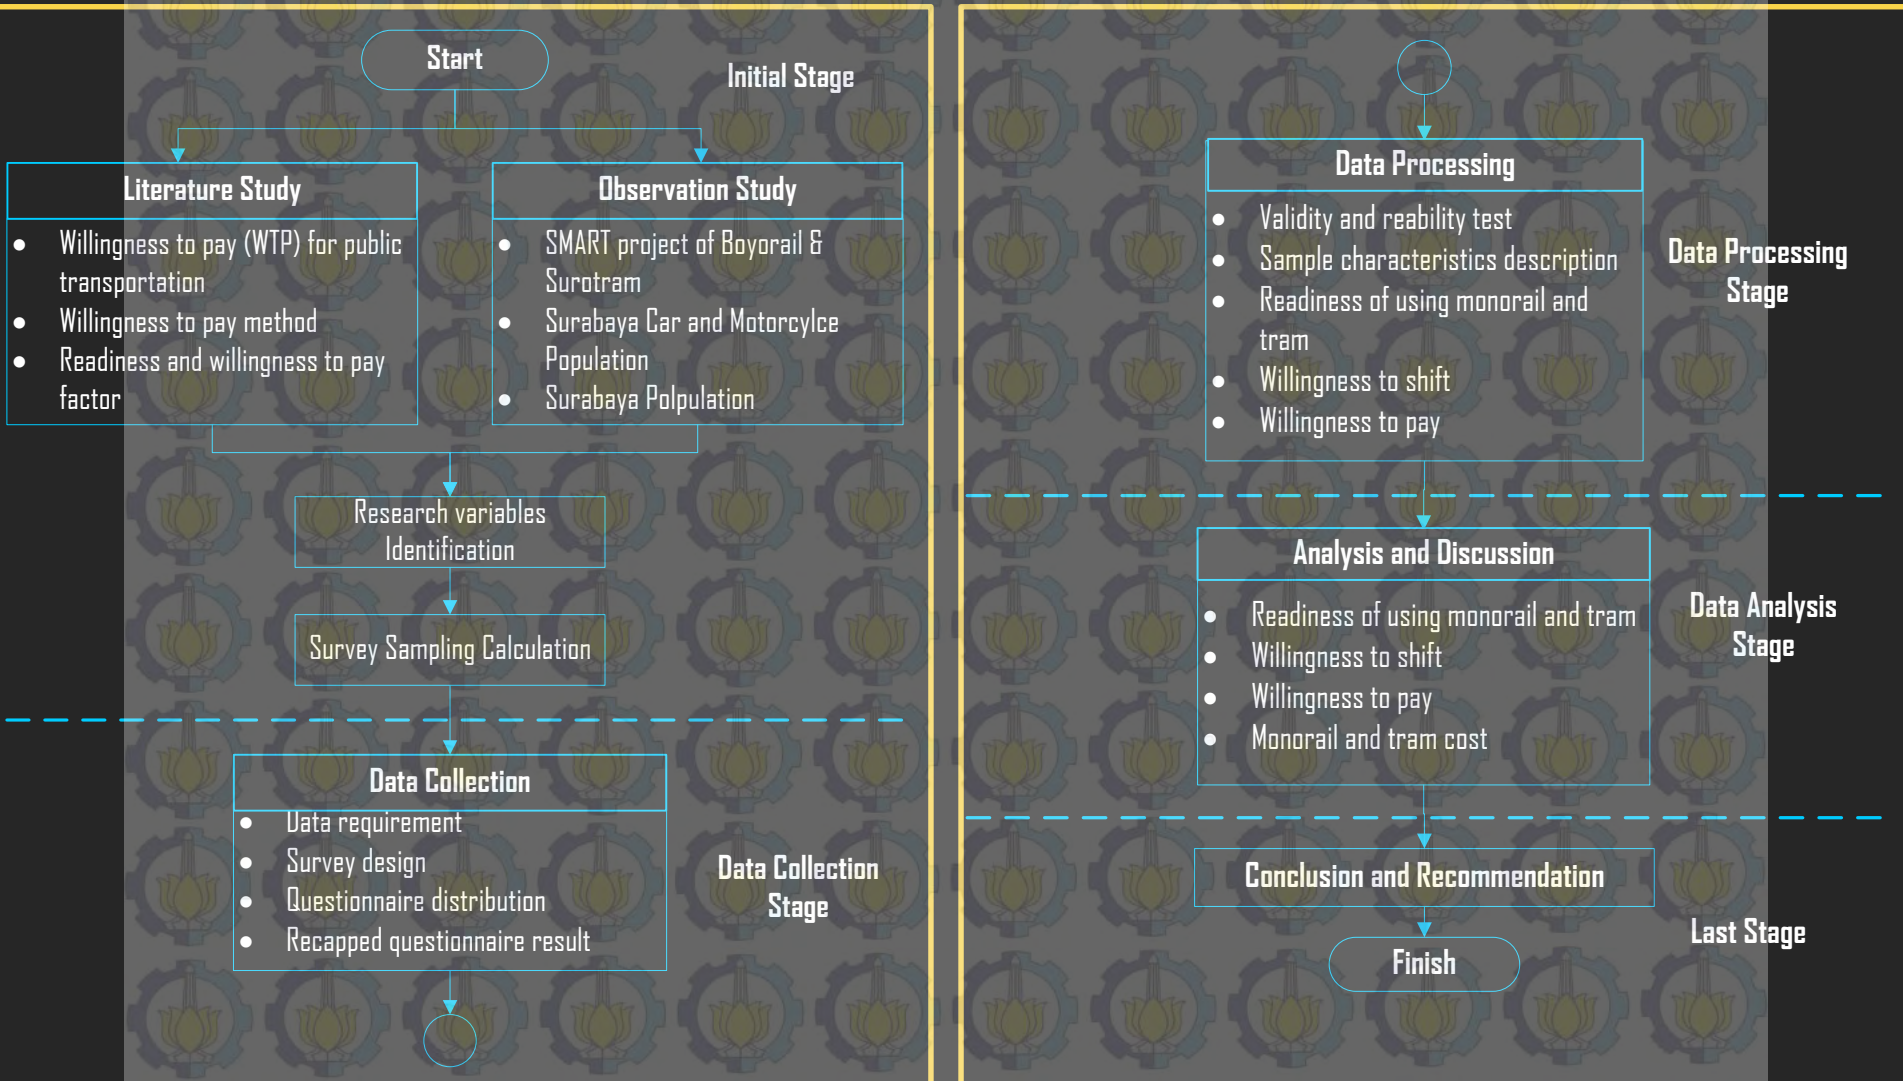 Start
Initial Stage
Literature Study
● Willingness to pay (WTP) for public
transportation
● Willingness to pay method
● Readiness and willingness to pay
factor
Observation Study
● SMART project of Boyorail &
Surotram
● Surabaya Car and Motorcylce
Population
● Surabaya Polpulation
Research variables
Identification
Survey Sampling Calculation
Data Collection
● Data requirement
● Survey design
● Questionnaire distribution
● Recapped questionnaire result
Data Collection
Stage
Data Processing
● Validity and reability test
● Sample characteristics description
● Readiness of using monorail and
tram
● Willingness to shift
● Willingness to pay
Data Processing
Stage
Analysis and Discussion
● Readiness of using monorail and tram
● Willingness to shift
● Willingness to pay
● Monorail and tram cost
Data Analysis
Stage
Conclusion and Recommendation
Last Stage
Finish